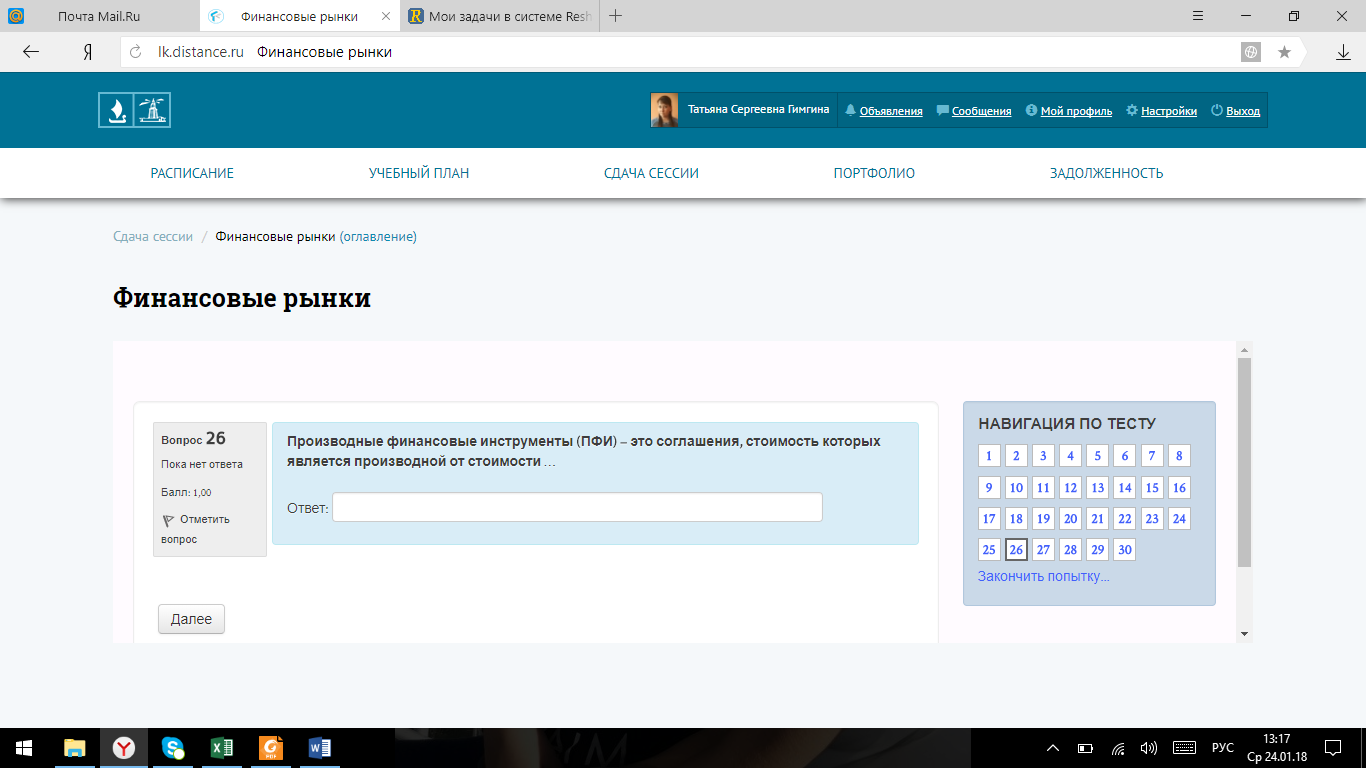 Почта Mail.Ru
Финансовые рынки
Мои задачи в системе Resh
Я
lk.distance.ru Финансовые рынки
Татьяна Сергеевна Гимгина
Объявления
Сообщения
Мой профиль
Настройки
Выход
РАСПИСАНИЕ
УЧЕБНЫЙ ПЛАН
СДАЧА СЕССИИ
ПОРТФОЛИО
ЗАДОЛЖЕННОСТЬ
Сдача сессии / Финансовые рынки (оглавление)
Финансовые рынки
Вопрос 26
Пока нет ответа
Балл: 1,00
Отметить
вопрос
Производные финансовые инструменты (ПФИ) – это соглашения, стоимость которых
является производной от стоимости ...
Ответ:
Далее
НАВИГАЦИЯ ПО ТЕСТУ
1 2 3 4 5 6 7 8
9 10 11 12 13 14 15 16
17 18 19 20 21 22 23 24
25 26 27 28 29 30
Закончить попытку...
РУС
13:17
Ср 24.01.18